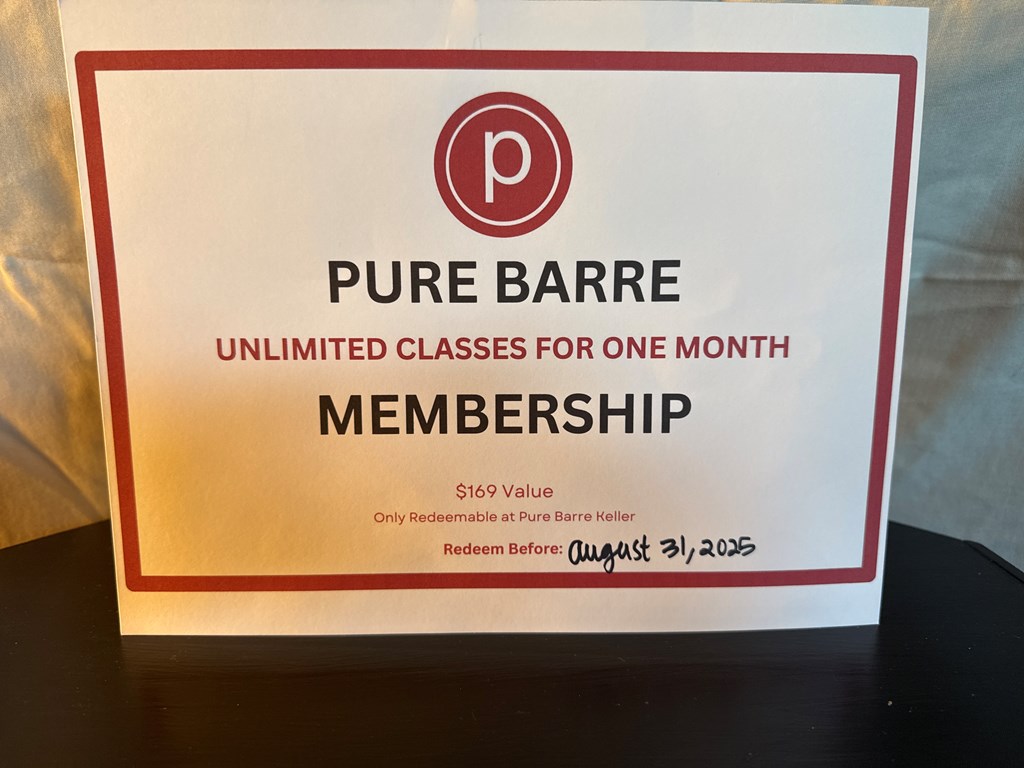 p
PURE BARRE
UNLIMITED CLASSES FOR ONE MONTH
MEMBERSHIP
$169 Value
Only Redeemable at Pure Barre Keller
Redeem Before: august 31, 2025